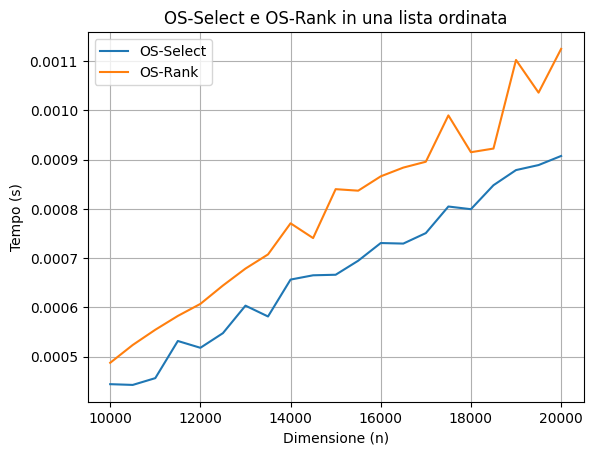 OS-Select e OS-Rank in una lista ordinata
OS-Select
OS-Rank
Tempo (s)
0.0011
0.0010
0.0009
0.0008
0.0007
0.0006
0.0005
10000 12000 14000 16000 18000 20000
Dimensione (n)